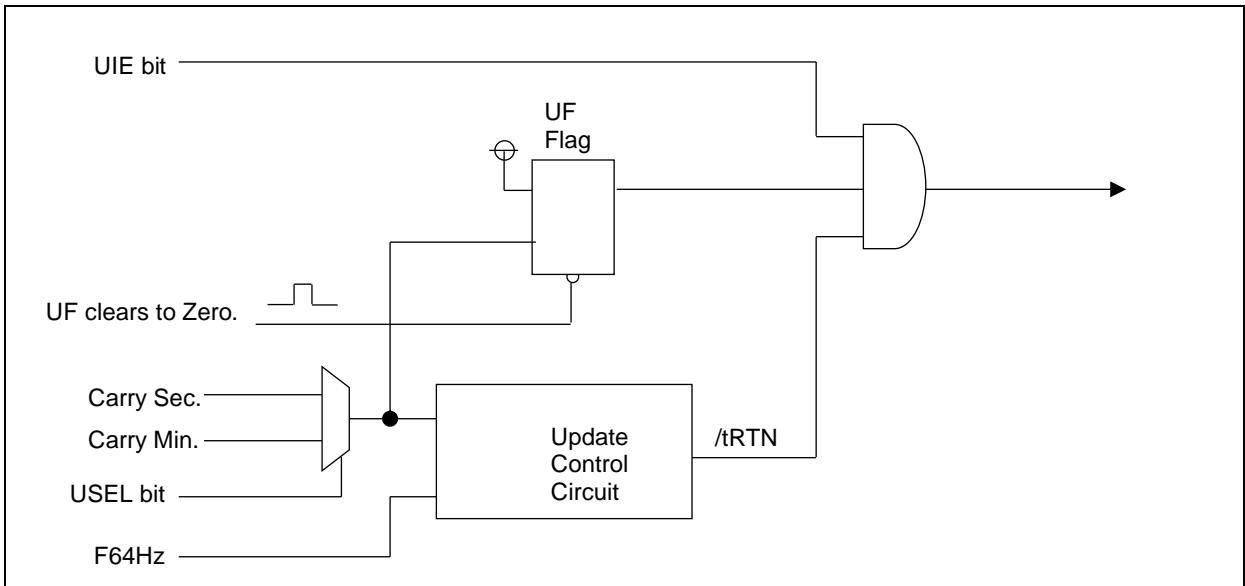 UIE bit
UF
Flag
UF clears to Zero.
Carry Sec.
Carry Min.
USEL bit
F64Hz
Update
Control
Circuit
/tRTN